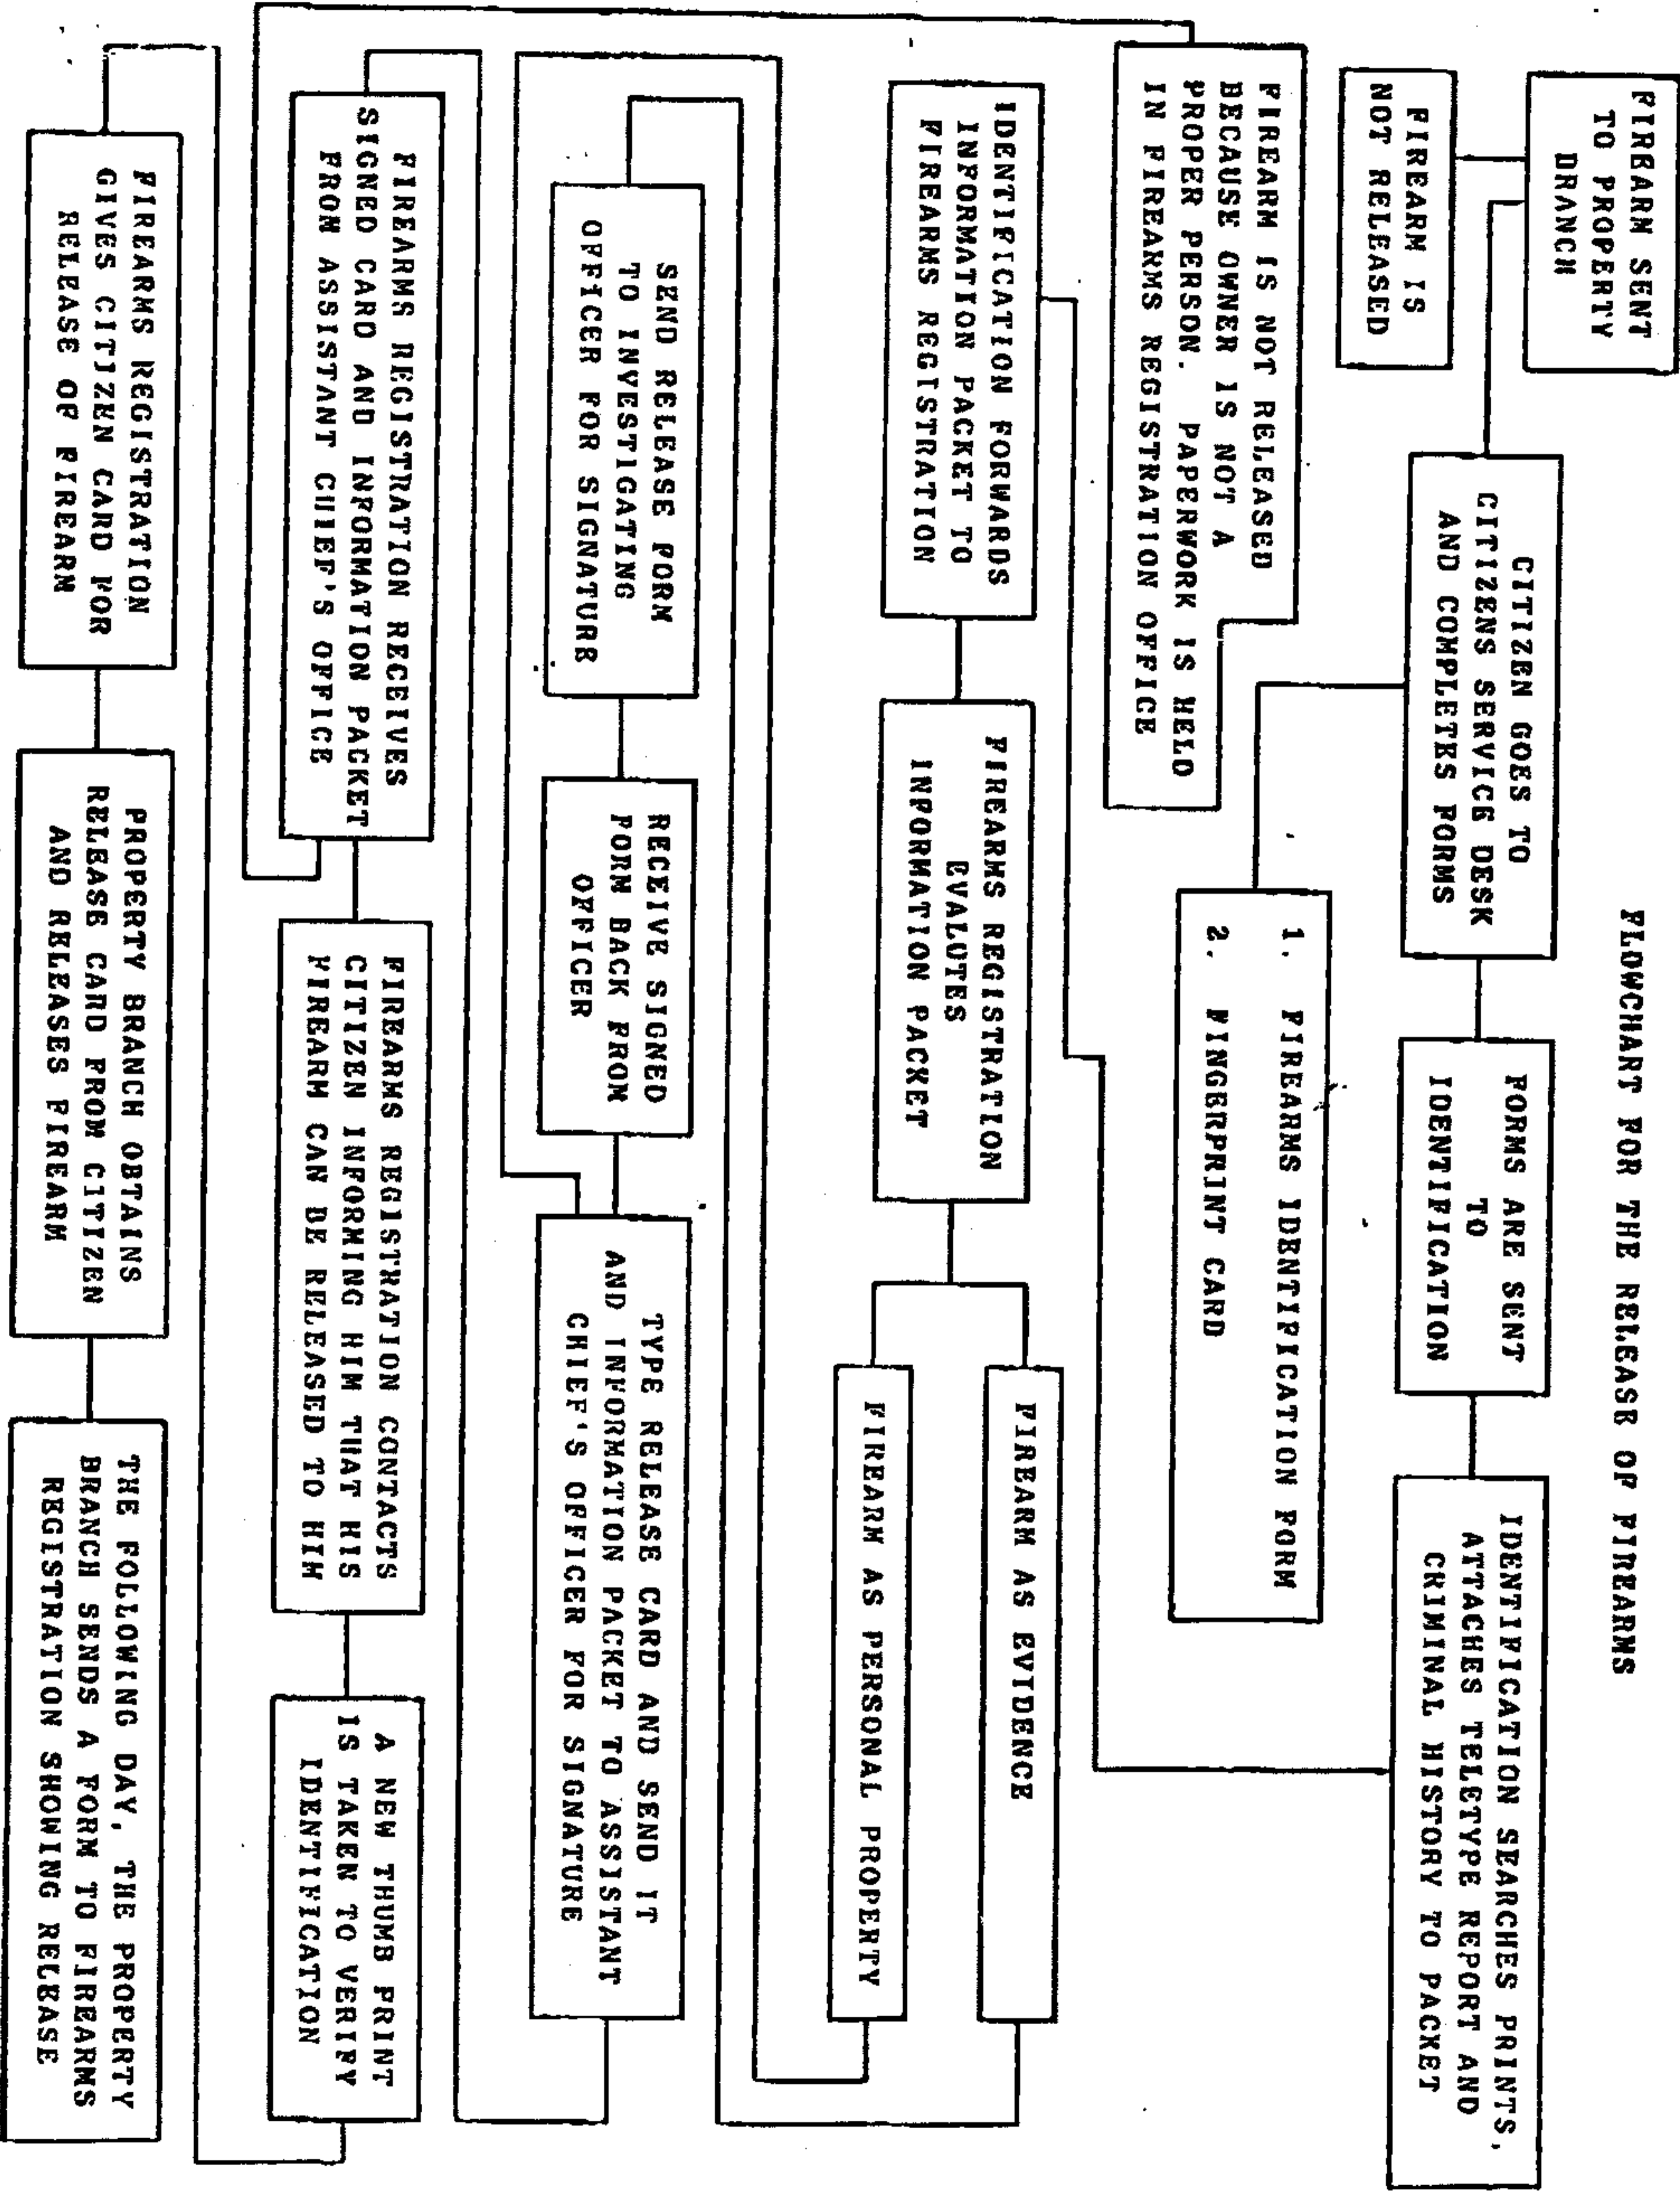 FLOWCHART FOR THE RELEASE OF FIREARMS
FIREARM SENT
TO PROPERTY
DRANCH
CITIZEN GOES TO
CITIZENS SERVICE DESK
AND COMPLETES FORMS
FORMS ARE SENT
TO
IDENTIFICATION
IDENTIFICATION SEARCHES PRINTS,
ATTACHES TELETYPE REPORT AND
CRIMINAL HISTORY TO PACKET
FIREARM IS
NOT RELEASED
1. FIREARMS IDENTIFICATION FORM
2. FINGERPRINT CARD
FIREARM IS NOT RELEASED
BECAUSE OWNER IS NOT A
PROPER PERSON. PAPERWORK IS HELD
IN FIREARMS REGISTRATION OFFICE
IDENTIFICATION FORWARDS
INFORMATION PACKET TO
FIREARMS REGISTRATION
FIREARMS REGISTRATION
EVALUTES
INFORMATION PACKET
FIREARM AS EVIDENCE
FIREARM AS PERSONAL PROPERTY
SEND RELEASE FORM
TO INVESTIGATING
OFFICER FOR SIGNATURE
RECEIVE SIGNED
FORM BACK FROM
OFFICER
TYPE RELEASE CARD AND SEND IT
AND INFORMATION PACKET TO ASSISTANT
CHIEF'S OFFICER FOR SIGNATURE
FIREARMS REGISTRATION RECEIVES
SIGNED CARD AND INFORMATION PACKET
FROM ASSISTANT CHIEF'S OFFICE
FIREARMS REGISTRATION CONTACTS
CITIZEN INFORMING HIM THAT HIS
FIREARM CAN BE RELEASED TO HIM
A NEW THUMB PRINT
IS TAKEN TO VERIFY
IDENTIFICATION
FIREARMS REGISTRATION
GIVES CITIZEN CARD FOR
RELEASE OF FIREARM
PROPERTY BRANCH OBTAINS
RELEASE CARD FROM CITIZEN
AND RELEASES FIREARM
THE FOLLOWING DAY, THE PROPERTY
BRANCH SENDS A FORM TO FIREARMS
REGISTRATION SHOWING RELEASE